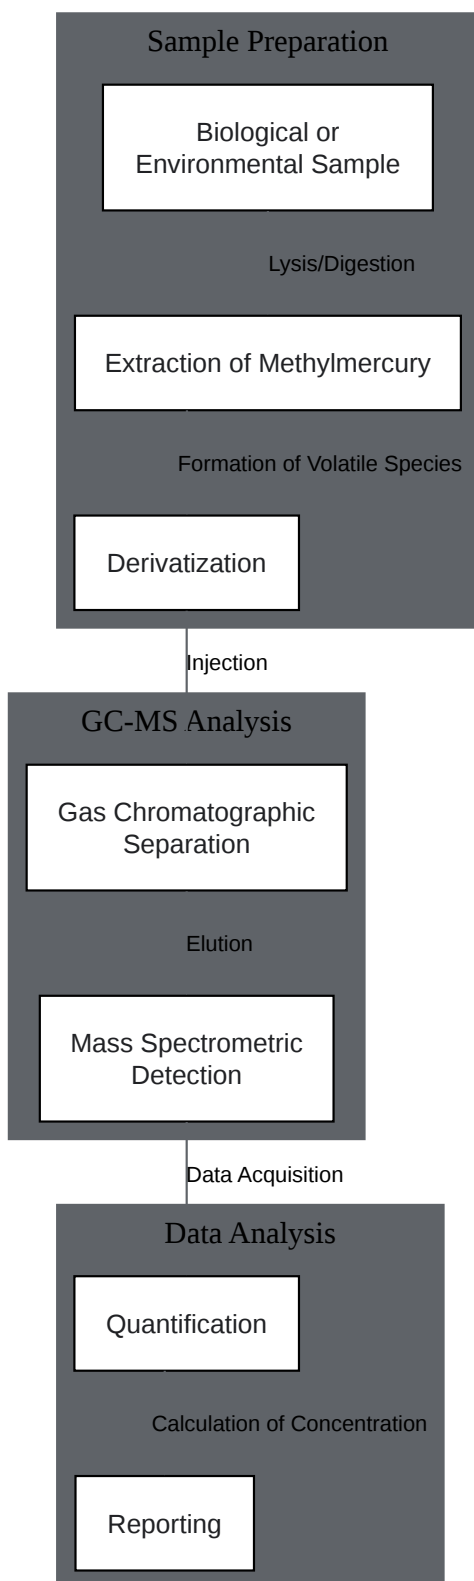 Sample Preparation
Biological or
Environmental Sample
Lysis/Digestion
Extraction of Methylmercury
Formation of Volatile Species
Derivatization
Injection
GC-MS Analysis
Gas Chromatographic
Separation
Elution
Mass Spectrometric
Detection
Data Acquisition
Data Analysis
Quantification
Calculation of Concentration
Reporting